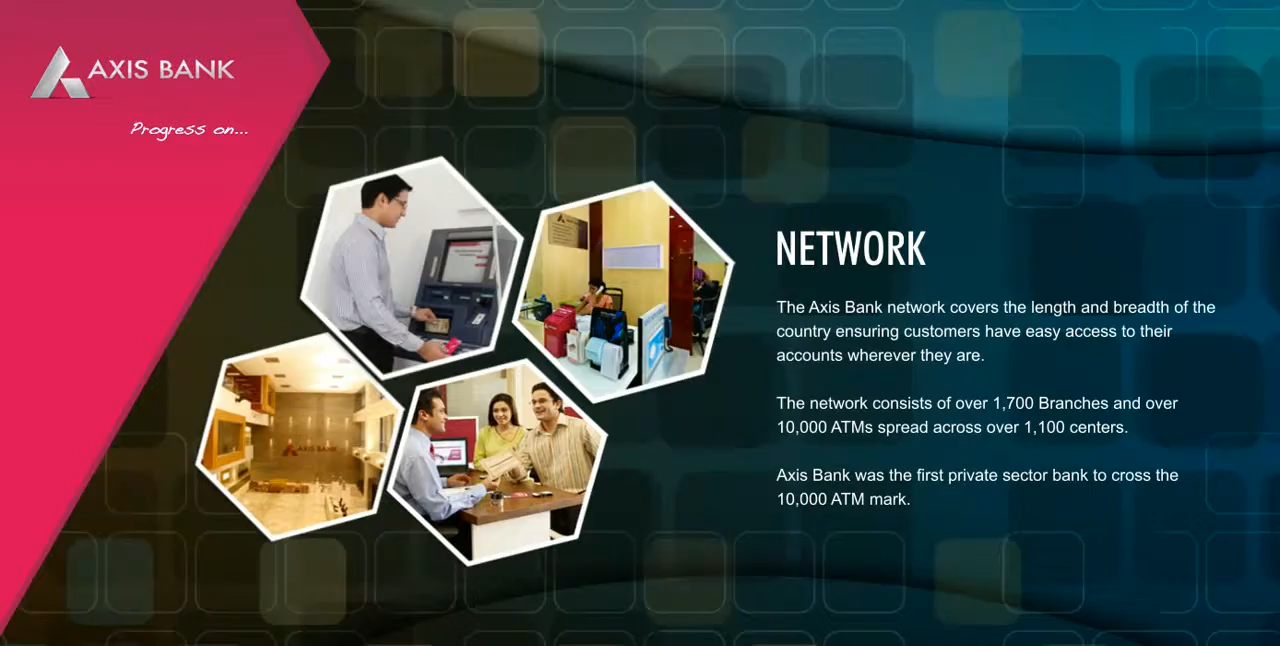 AXIS BANK
Progress on...
NETWORK
The Axis Bank network covers the length and breadth of the
country ensuring customers have easy access to their
accounts wherever they are.
The network consists of over 1,700 Branches and over
10,000 ATMs spread across over 1,100 centers.
Axis Bank was the first private sector bank to cross the
10,000 ATM mark.
AXIS BANK